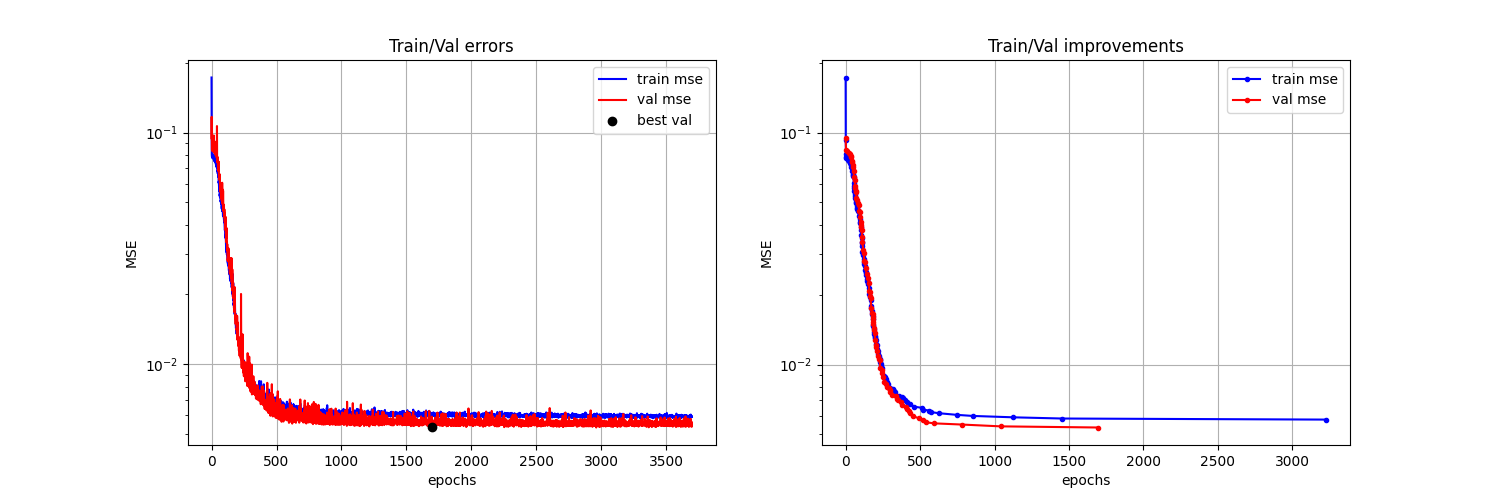 Train/Val errors
MSE
10⁻¹
10⁻²
train mse
val mse
best val
0 500 1000 1500 2000 2500 3000 3500
epochs
Train/Val improvements
MSE
10⁻¹
10⁻²
train mse
val mse
0 500 1000 1500 2000 2500 3000
epochs